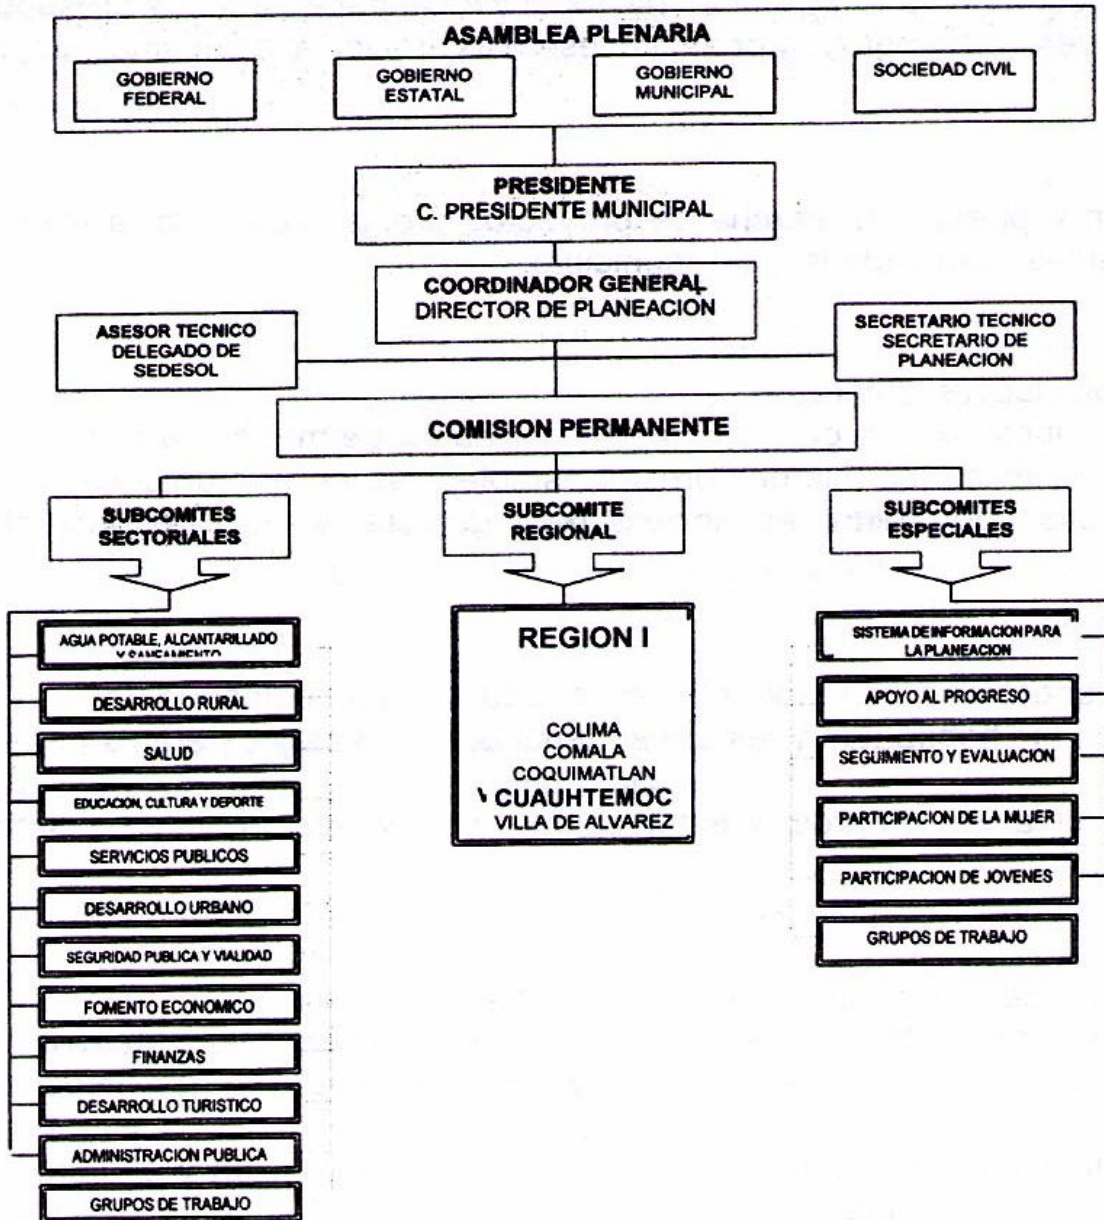 ASAMBLEA PLENARIA
GOBIERNO
FEDERAL
GOBIERNO
ESTATAL
GOBIERNO
MUNICIPAL
SOCIEDAD CIVIL
PRESIDENTE
C. PRESIDENTE MUNICIPAL
COORDINADOR GENERAL
DIRECTOR DE PLANEACION
ASESOR TECNICO
DELEGADO DE
SEDESOL
SECRETARIO TECNICO
SECRETARIO DE
PLANEACION
COMISION PERMANENTE
SUBCOMITES
SECTORIALES
AGUA POTABLE, ALCANTARILLADO
Y SANEAMIENTO
DESARROLLO RURAL
SALUD
EDUCACION, CULTURA Y DEPORTE
SERVICIOS PUBLICOS
DESARROLLO URBANO
SEGURIDAD PUBLICA Y VIALIDAD
FOMENTO ECONOMICO
FINANZAS
DESARROLLO TURISTICO
ADMINISTRACION PUBLICA
GRUPOS DE TRABAJO
SUBCOMITE
REGIONAL
REGION I
COLIMA
COMALA
COQUIMATLAN
CUAUHTEMOC
VILLA DE ALVAREZ
SUBCOMITES
ESPECIALES
SISTEMA DE INFORMACION PARA
LA PLANEACION
APOYO AL PROGRESO
SEGUIMIENTO Y EVALUACION
PARTICIPACION DE LA MUJER
PARTICIPACION DE JOVENES
GRUPOS DE TRABAJO